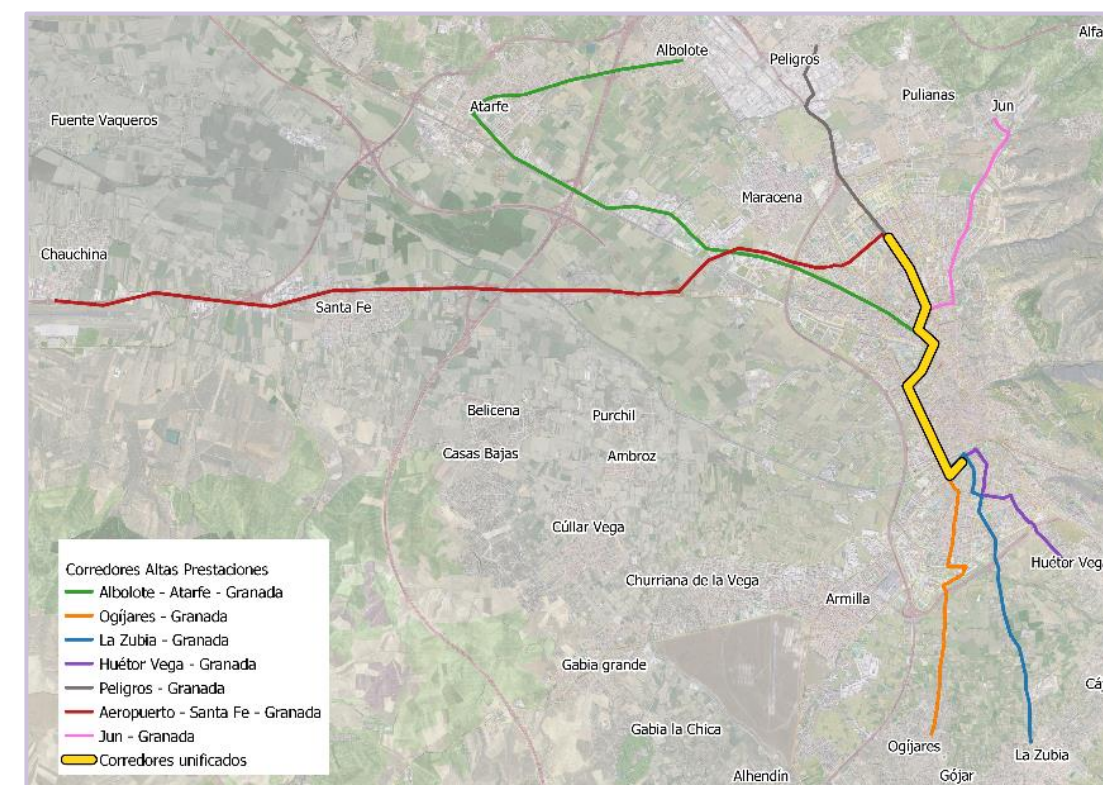 Alfa
Albolote
Peligros
Pulianas
Atarfe
Jun
Fuente Vaqueros
Maracena
Chauchina
Santa Fe
Belicena
Purchil
Casas Bajas
Ambroz
Cúllar Vega
Huétor Vega
Churriana de la Vega
Armilla
Gabia grande
Cá
Gabia la Chica
Ogíjares
La Zubia
Alhendín
Gójar
Corredores Altas Prestaciones
Albolote - Atarfe - Granada
Ogíjares - Granada
La Zubia - Granada
Huétor Vega - Granada
Peligros - Granada
Aeropuerto - Santa Fe - Granada
Jun - Granada
Corredores unificados